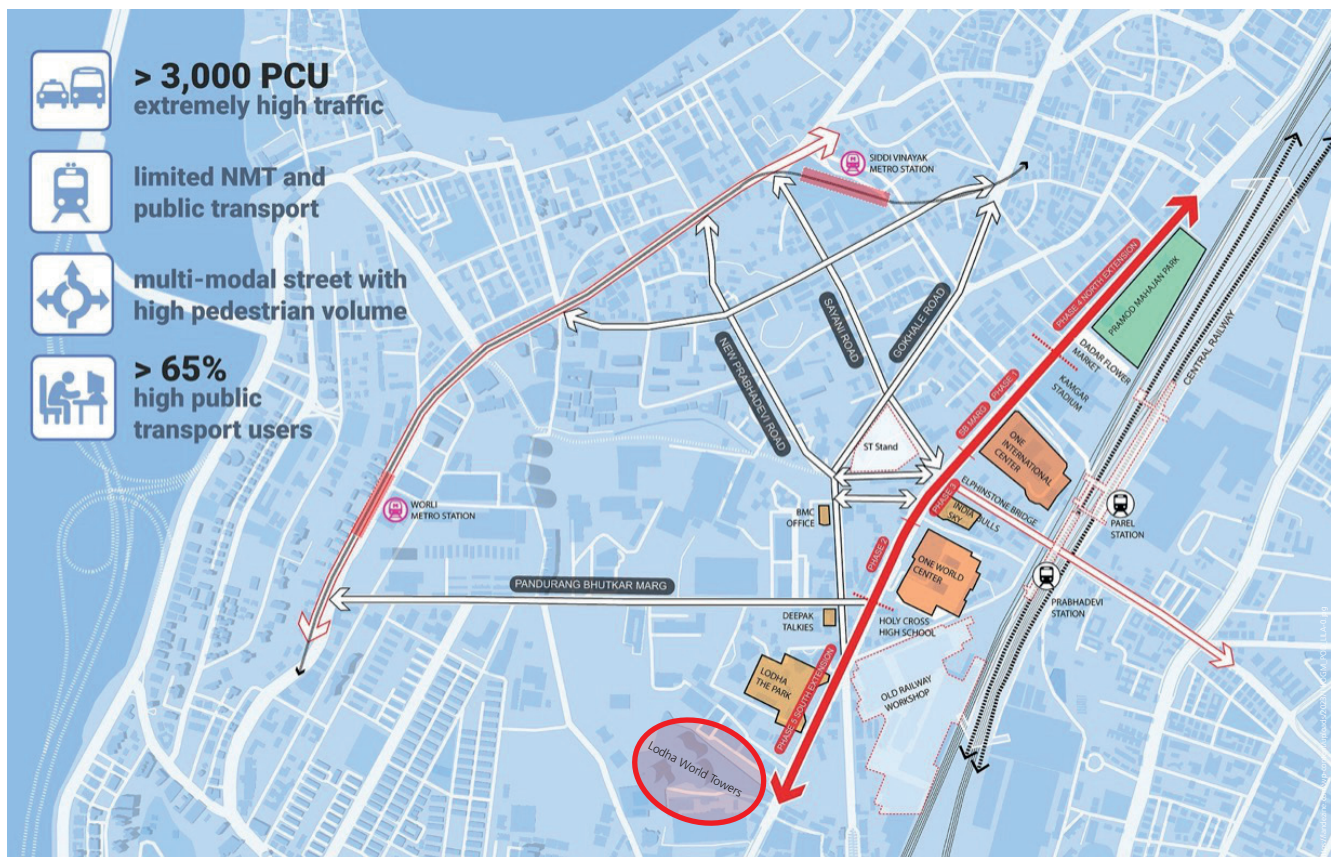 > 3,000 PCU
extremely high traffic
limited NMT and
public transport
multi-modal street with
high pedestrian volume
> 65%
high public
transport users
SIDDI VINAYAK
METRO STATION
PHASE 4 NORTH EXTENSION
PRAMOD MAHAJAN PARK
CENTRAL RAILWAY
DADAR FLOWER
MARKET
KAMGAR
STADIUM
NEW PRABHADEVI ROAD
SAYANI ROAD
GOKHALE ROAD
SB MARG
PHASE 1
ST Stand
ONE
INTERNATIONAL
CENTER
ELPHINSTONE BRIDGE
PHASE 3
INDIA BULLS
SKY
WORLI
METRO STATION
BMC
OFFICE
PAREL
STATION
PHASE 2
ONE WORLD
CENTER
PRABHADEVI
STATION
PANDURANG BHUTKAR MARG
DEEPAK
TALKIES
HOLY CROSS
HIGH SCHOOL
LODHA
THE PARK
PHASE 5 SOUTH EXTENSION
OLD RAILWAY
WORKSHOP
Lodha World Towers